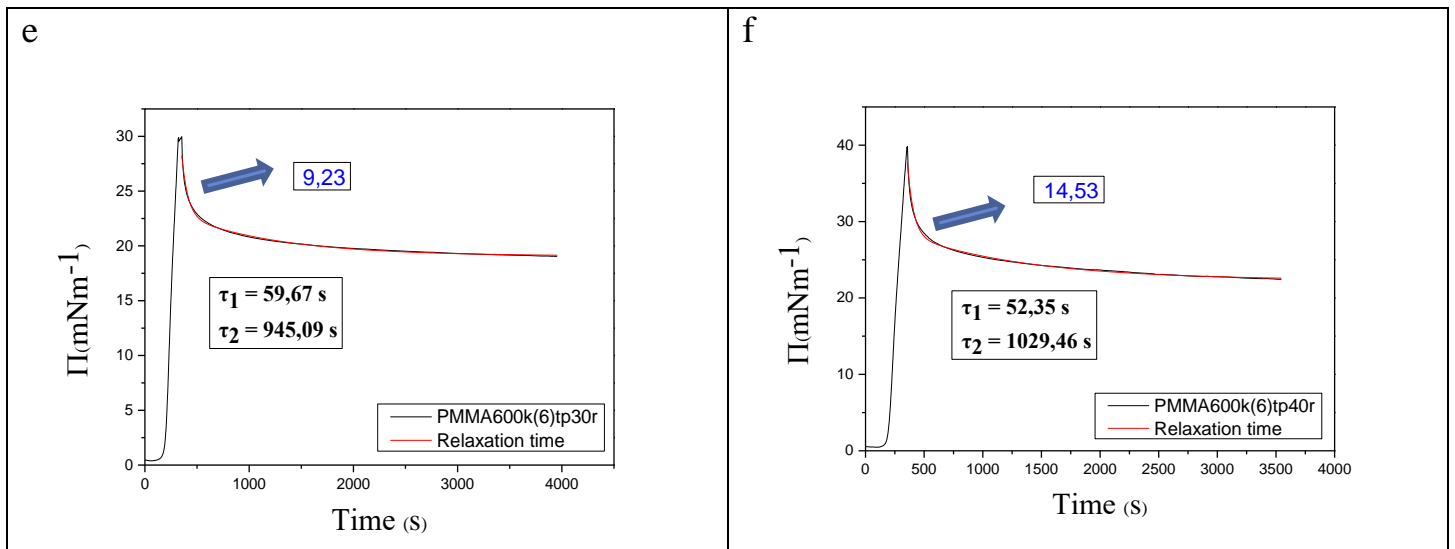 e
30
25
20
15
10
5
0
Π(mNm-1)
9,23
τ1 = 59,67 s
τ2 = 945,09 s
PMMA600k(6)tp30r
Relaxation time
0 1000 2000 3000 4000
Time (s)
f
40
30
20
10
0
Π(mNm-1)
14,53
τ1 = 52,35 s
τ2 = 1029,46 s
PMMA600k(6)tp40r
Relaxation time
0 500 1000 1500 2000 2500 3000 3500 4000
Time (s)